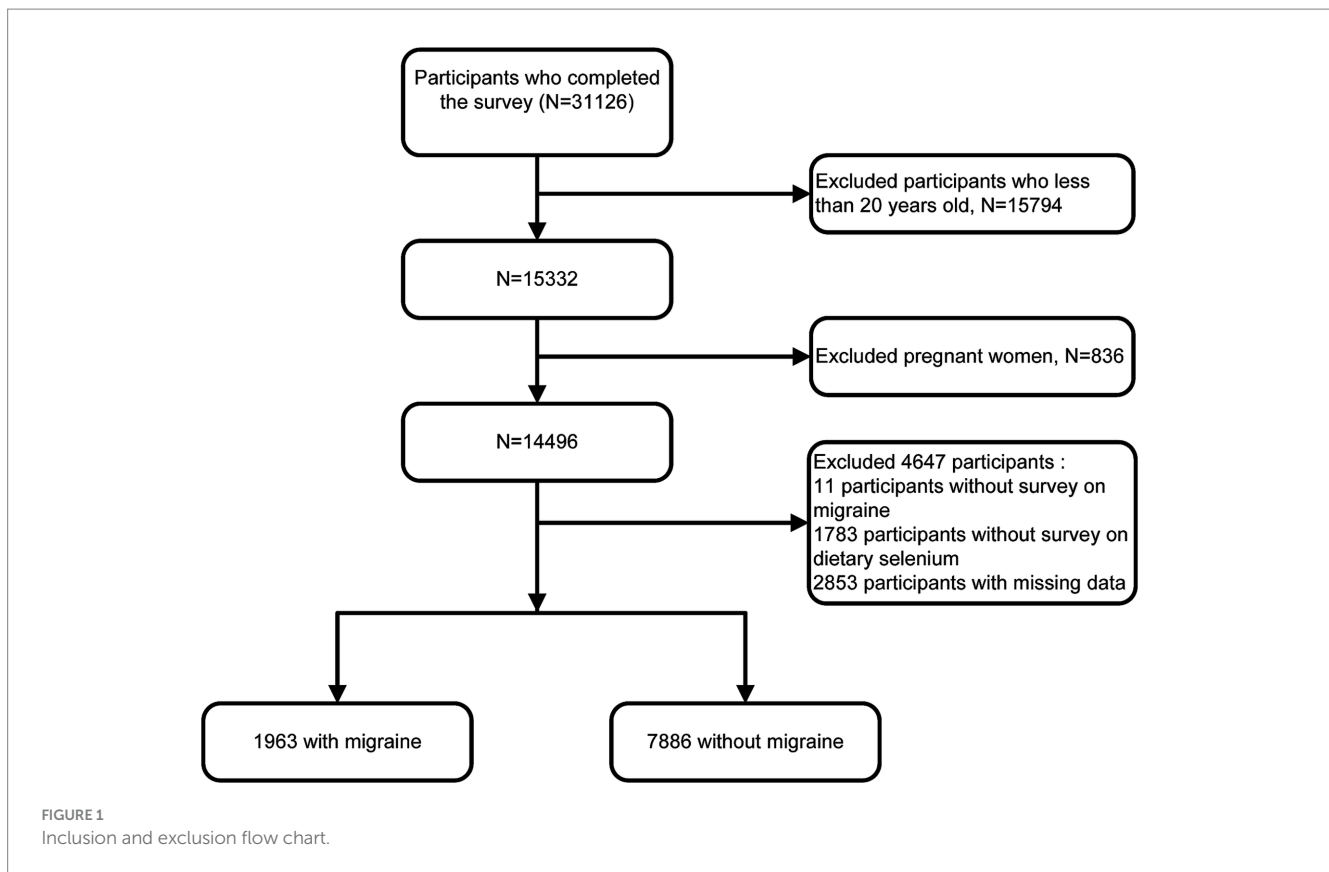 Participants who completed
the survey (N=31126)
Excluded participants who less
than 20 years old, N=15794
N=15332
Excluded pregnant women, N=836
N=14496
Excluded 4647 participants :
11 participants without survey on
migraine
1783 participants without survey on
dietary selenium
2853 participants with missing data
1963 with migraine
7886 without migraine
FIGURE 1
Inclusion and exclusion flow chart.